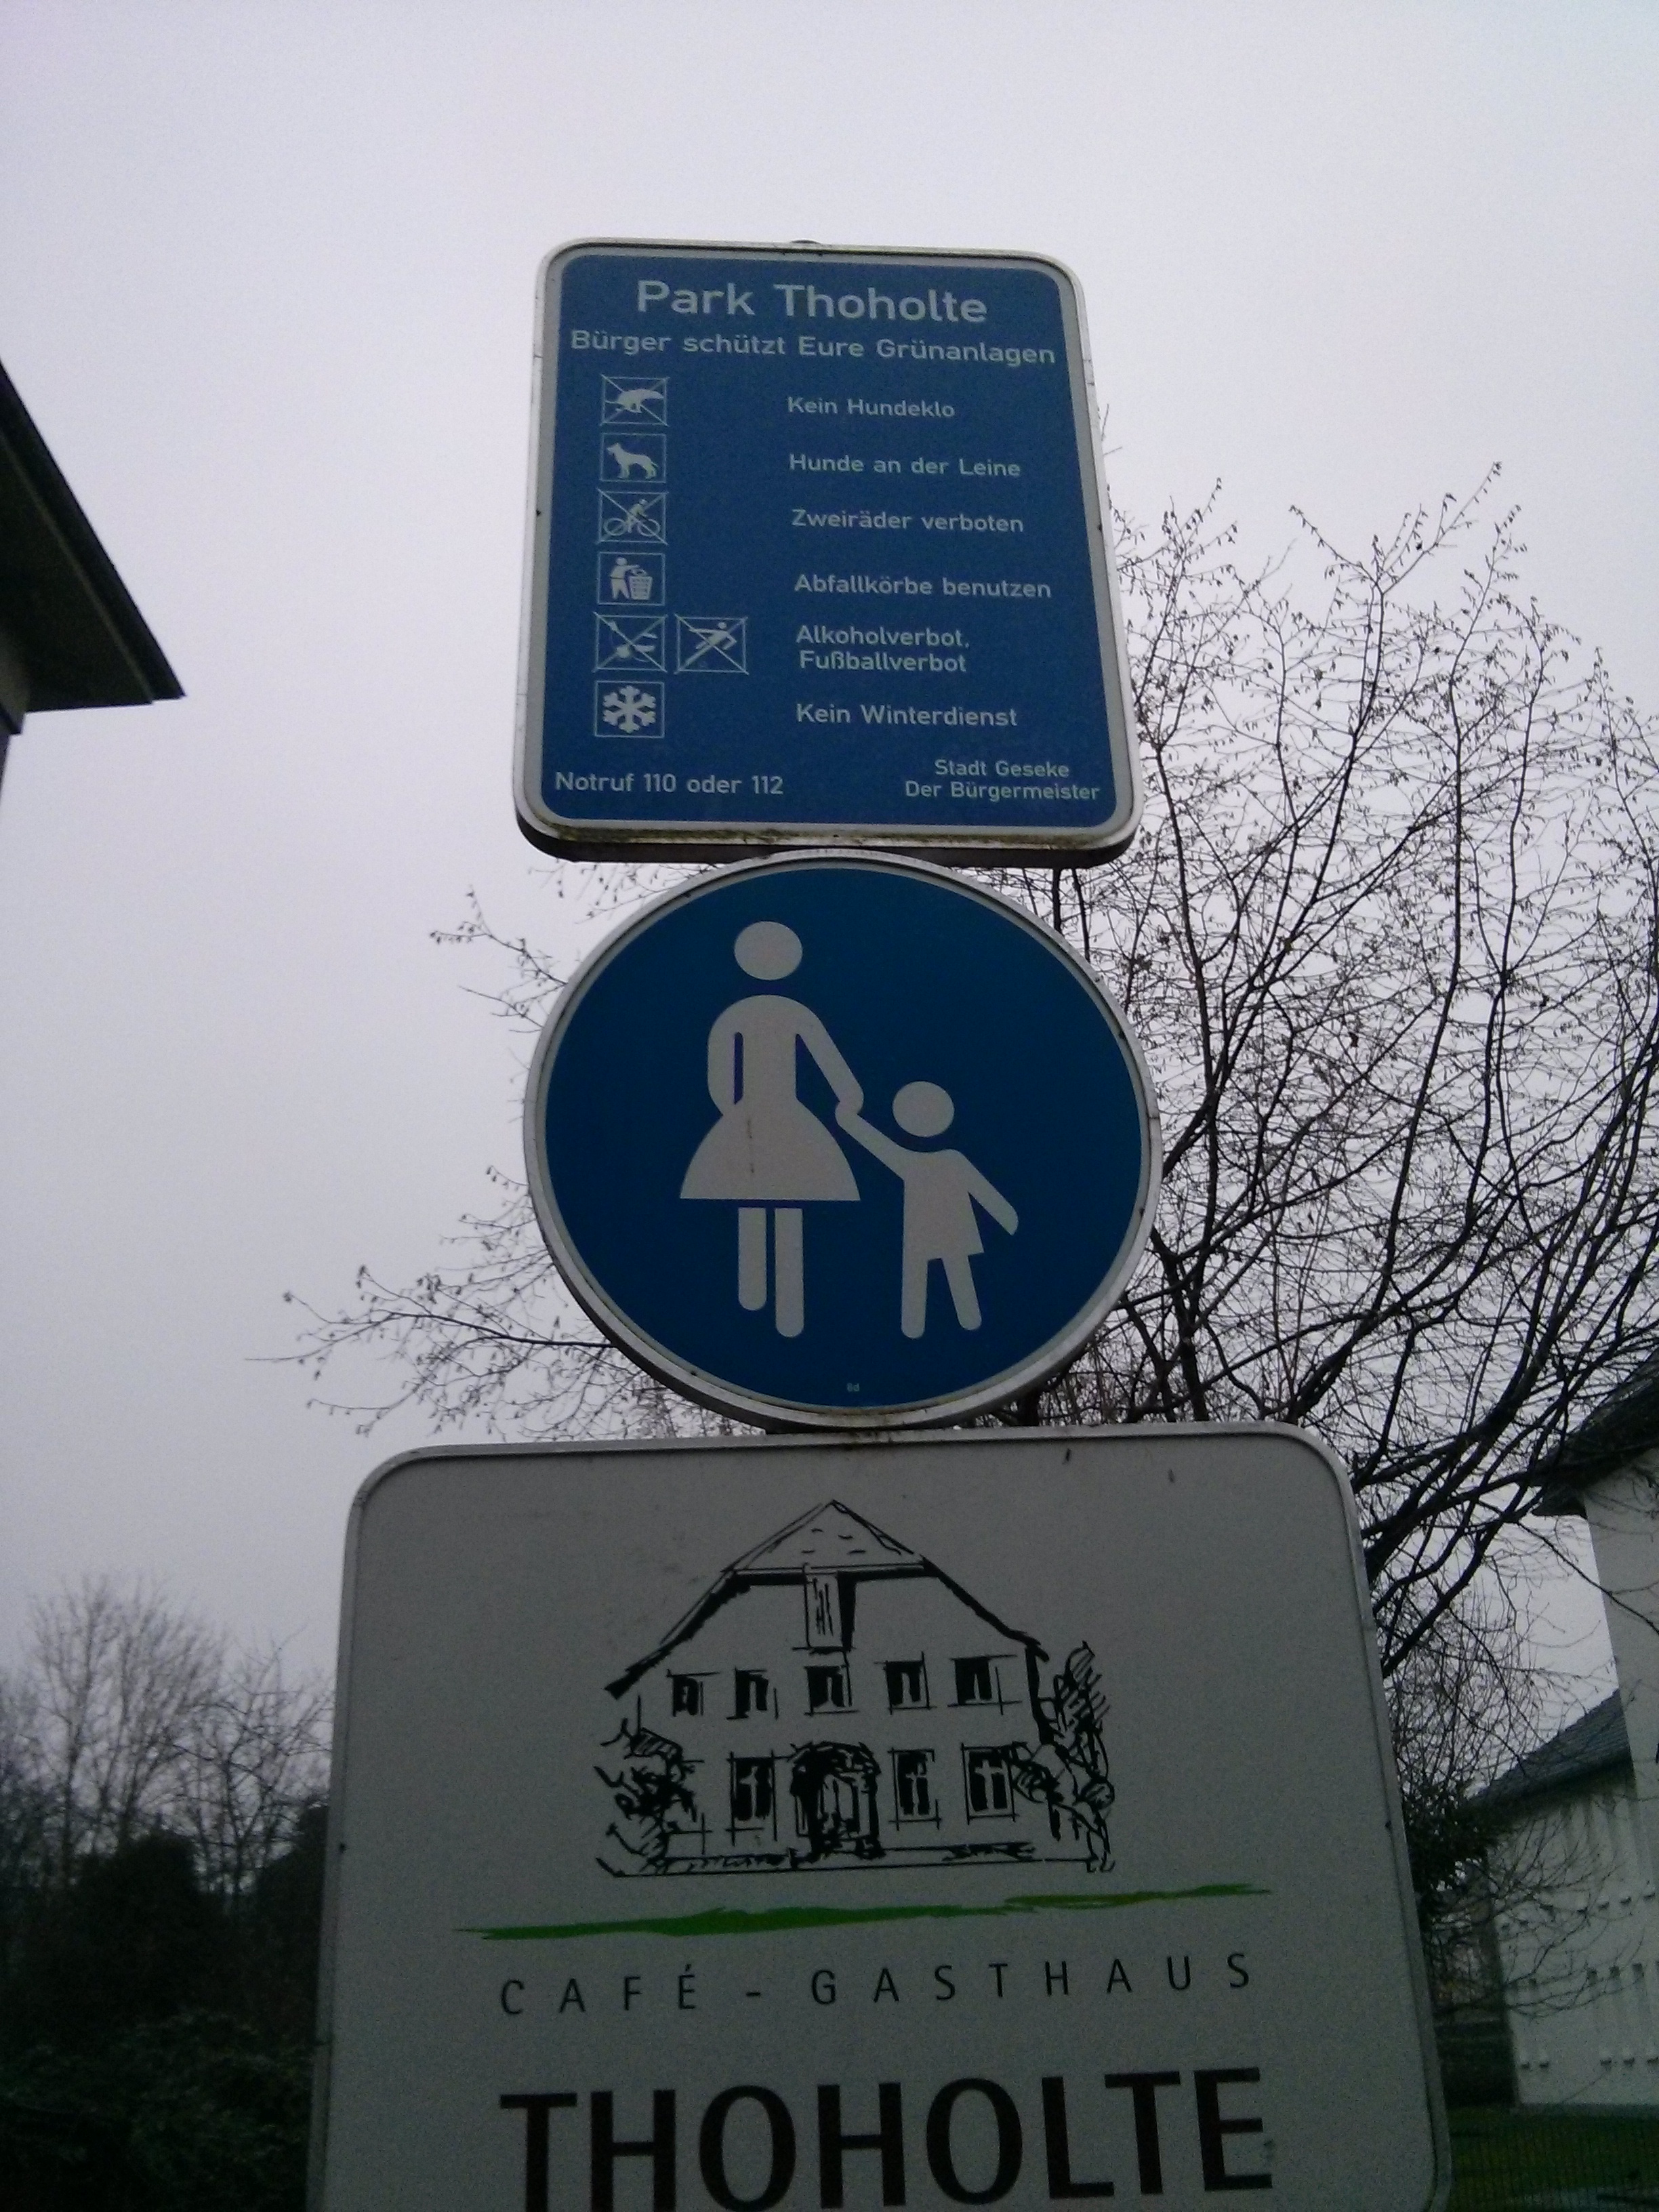 Park Thoholte
Bürger schützt Eure Grünanlagen
Kein Hundeklo
Hunde an der Leine
Zweiräder verboten
Abfallkörbe benutzen
Alkoholverbot,
Fußballverbot
Kein Winterdienst
Notruf 110 oder 112
Stadt Geseke
Der Bürgermeister
CAFÉ - GASTHAUS
THOHOLTE